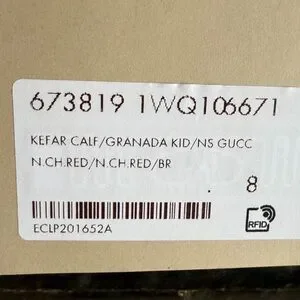 673819 1WQ106671
KEFAR CALF/GRANADA KID/NS GUCC
N.CH.RED/N.CH.RED/BR
. 8
ECLP201652A
RFID